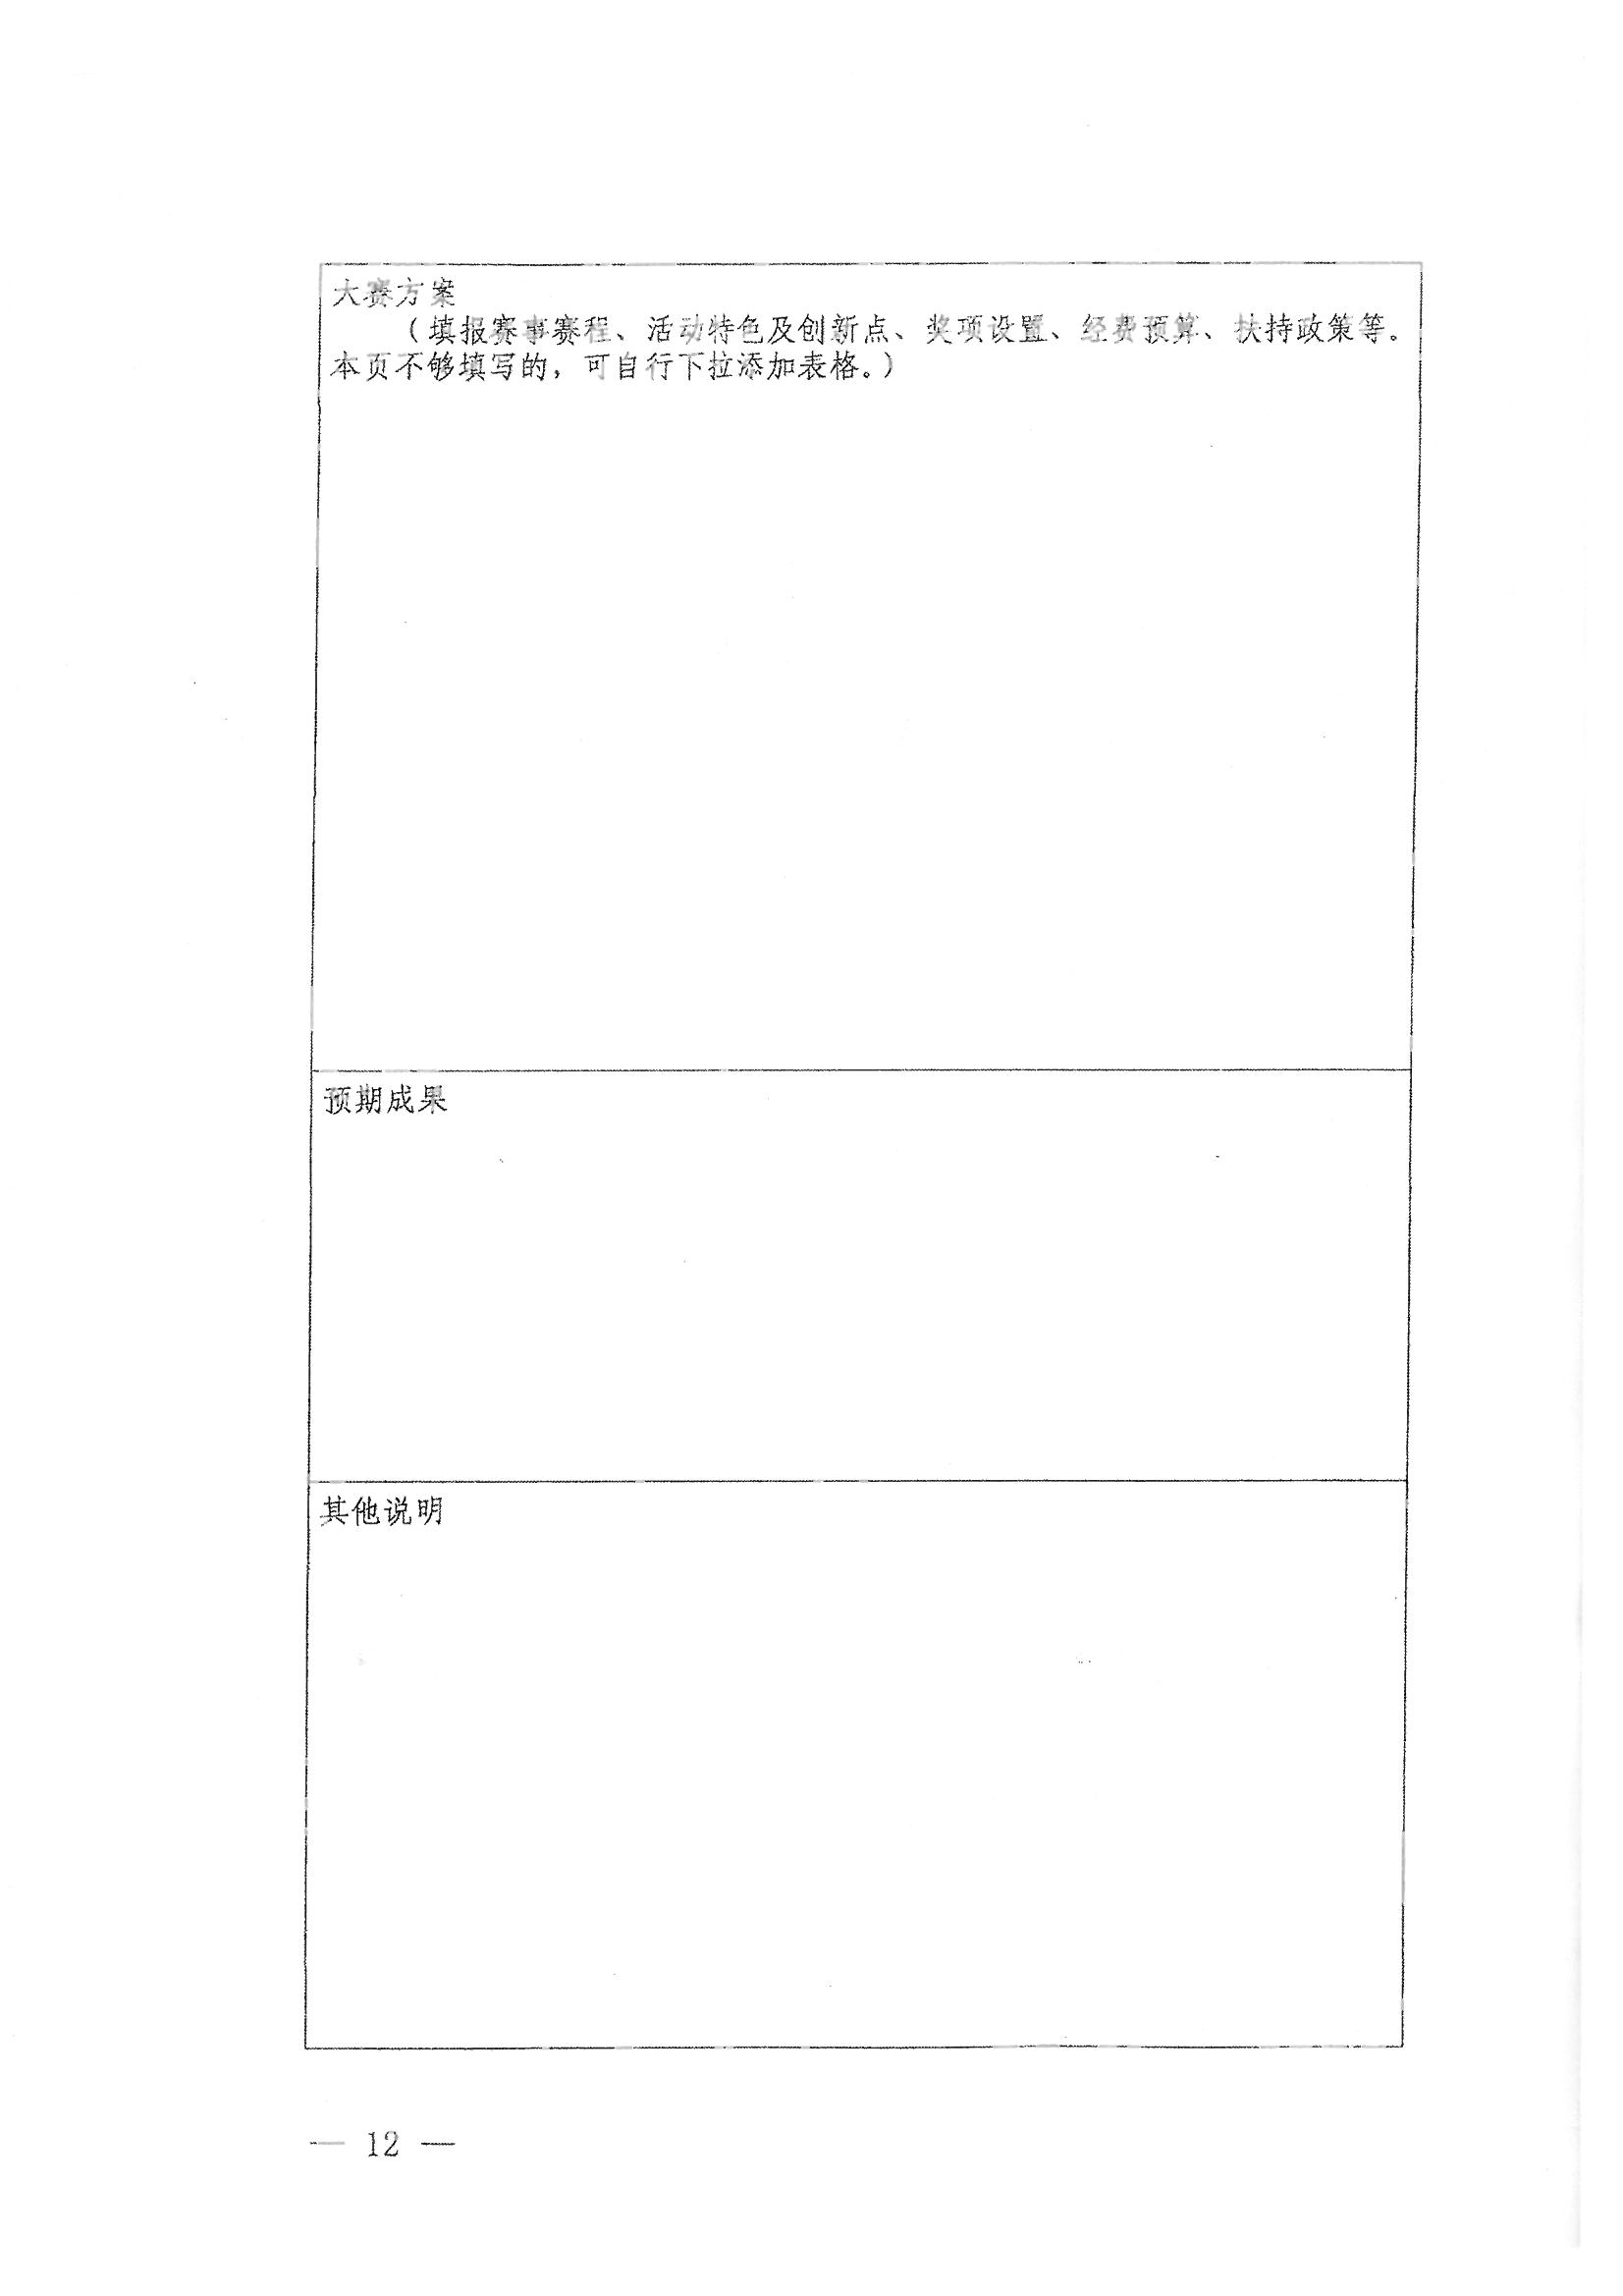 大赛方案
（填报赛事赛程、活动特色及创新点、奖项设置、经费预算、扶持政策等。
本页不够填写的，可自行下拉添加表格。）
预期成果
其他说明
— 12 —